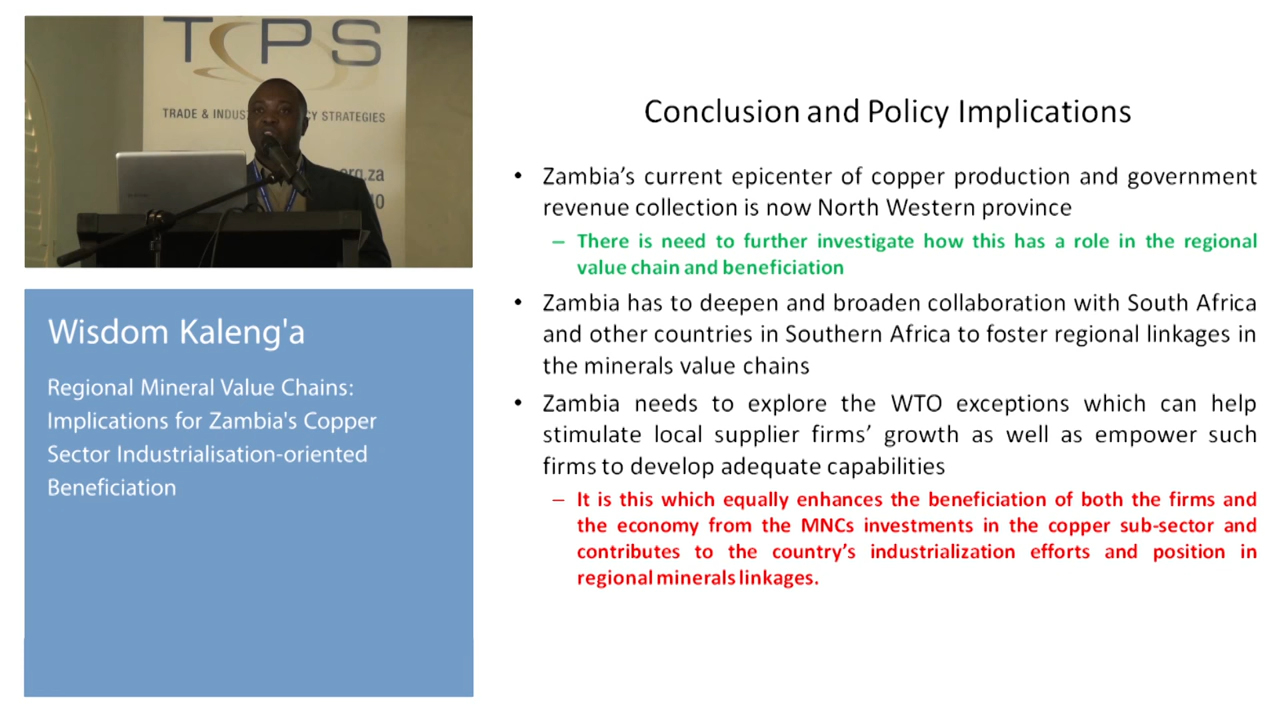 TCPS
TRADE & INDUS CY STRATEGIES
org.za
Conclusion and Policy Implications
• Zambia's current epicenter of copper production and government
revenue collection is now North Western province
– There is need to further investigate how this has a role in the regional
value chain and beneficiation
• Zambia has to deepen and broaden collaboration with South Africa
and other countries in Southern Africa to foster regional linkages in
the minerals value chains
• Zambia needs to explore the WTO exceptions which can help
stimulate local supplier firms' growth as well as empower such
firms to develop adequate capabilities
– It is this which equally enhances the beneficiation of both the firms and
the economy from the MNCs investments in the copper sub-sector and
contributes to the country's industrialization efforts and position in
regional minerals linkages.
Wisdom Kaleng'a
Regional Mineral Value Chains:
Implications for Zambia's Copper
Sector Industrialisation-oriented
Beneficiation